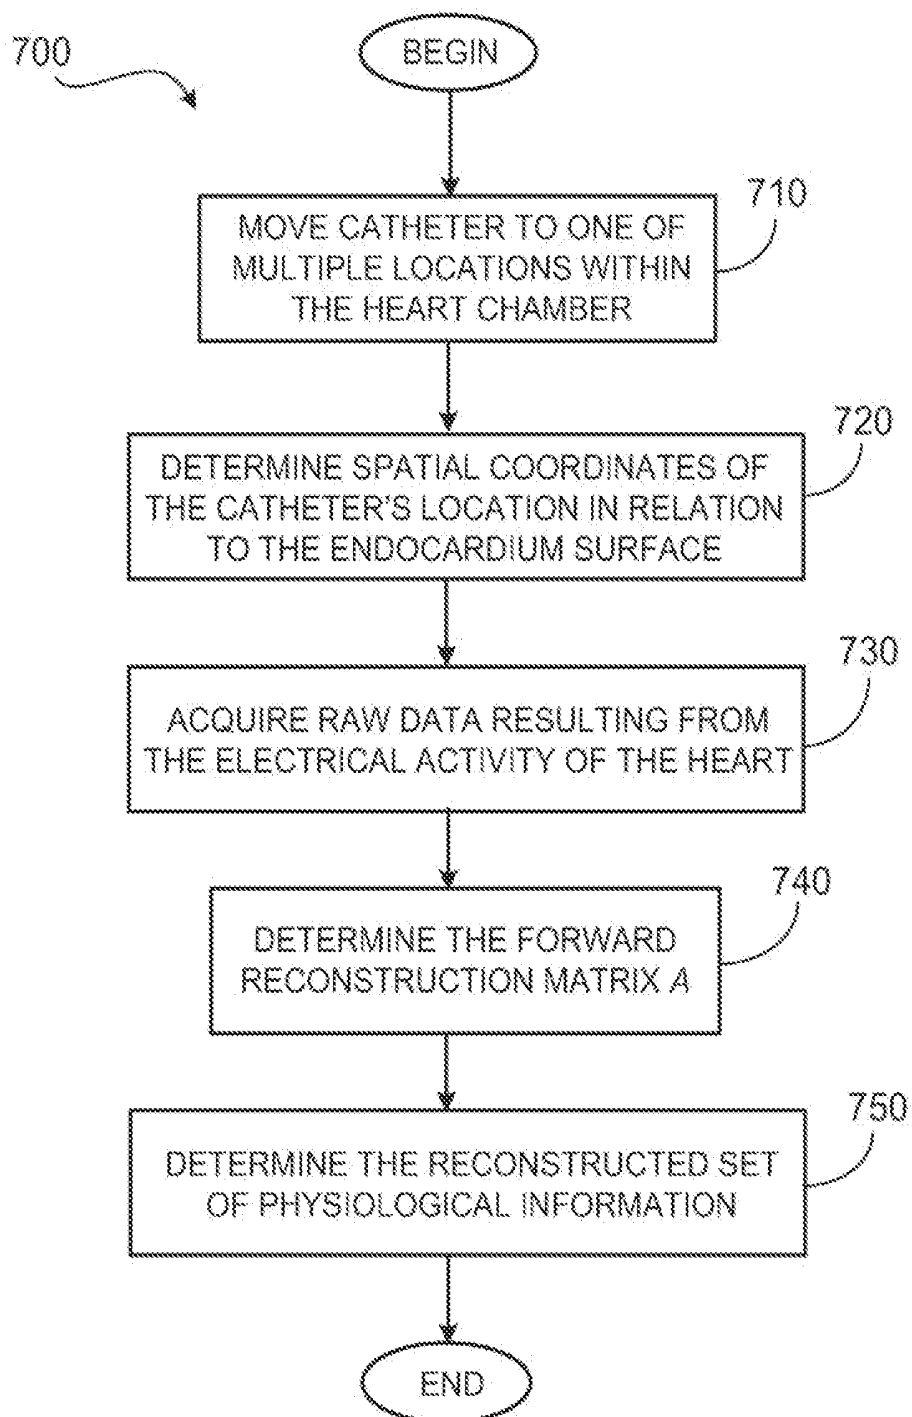 700
BEGIN
710
MOVE CATHETER TO ONE OF
MULTIPLE LOCATIONS WITHIN
THE HEART CHAMBER
720
DETERMINE SPATIAL COORDINATES OF
THE CATHETER'S LOCATION IN RELATION
TO THE ENDOCARDIUM SURFACE
730
ACQUIRE RAW DATA RESULTING FROM
THE ELECTRICAL ACTIVITY OF THE HEART
740
DETERMINE THE FORWARD
RECONSTRUCTION MATRIX A
750
DETERMINE THE RECONSTRUCTED SET
OF PHYSIOLOGICAL INFORMATION
END